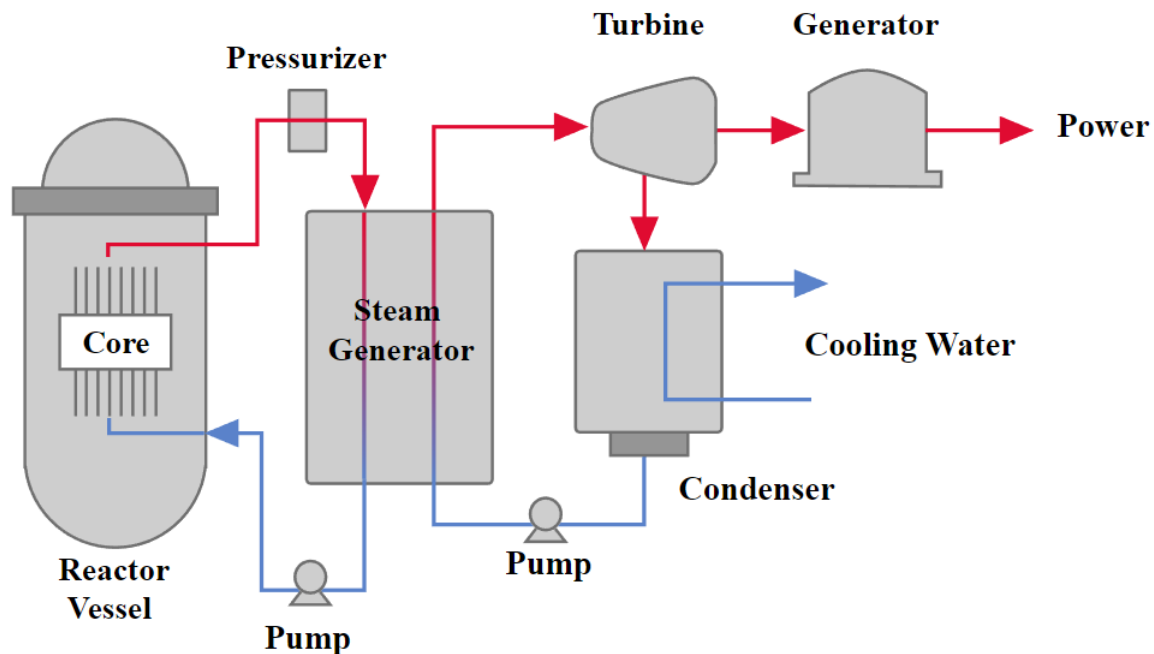 Turbine
Generator
Pressurizer
Power
Steam
Generator
Core
Cooling Water
Condenser
Reactor
Vessel
Pump
Pump